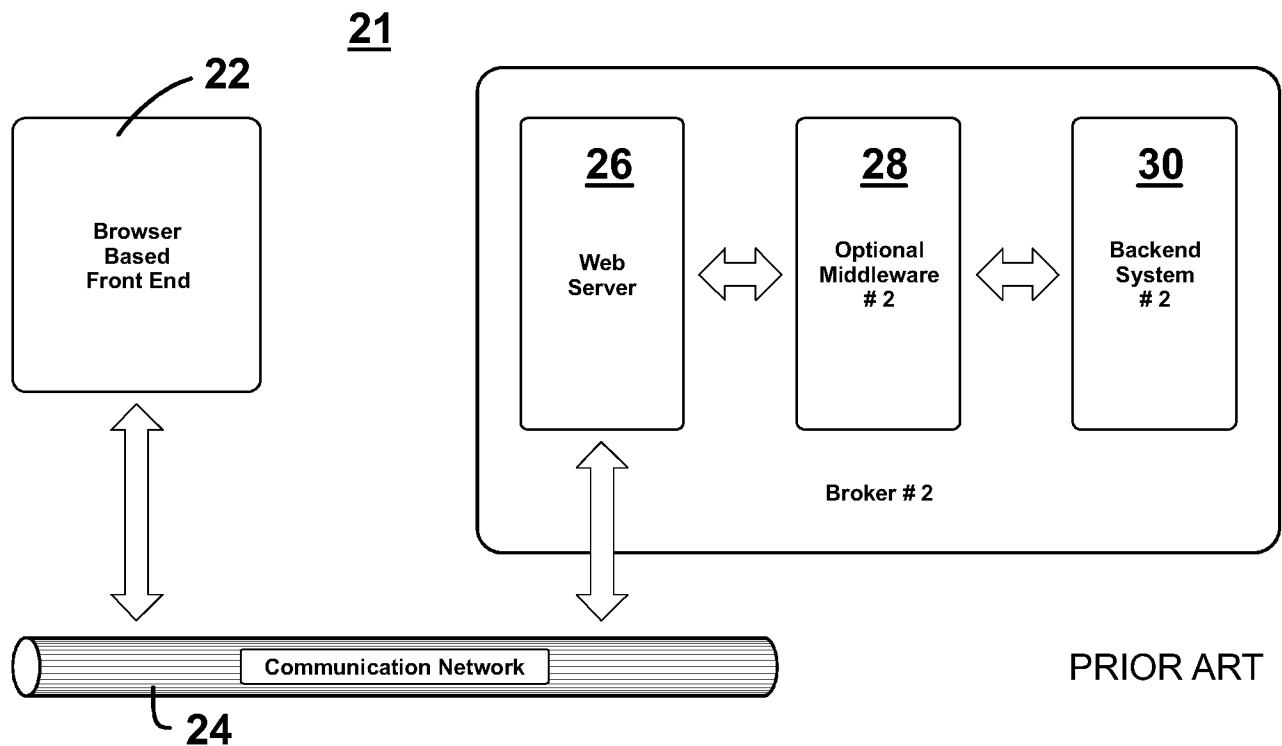 21
22
Browser
Based
Front End
26
Web
Server
28
Optional
Middleware
# 2
30
Backend
System
# 2
Broker # 2
Communication Network
24
PRIOR ART